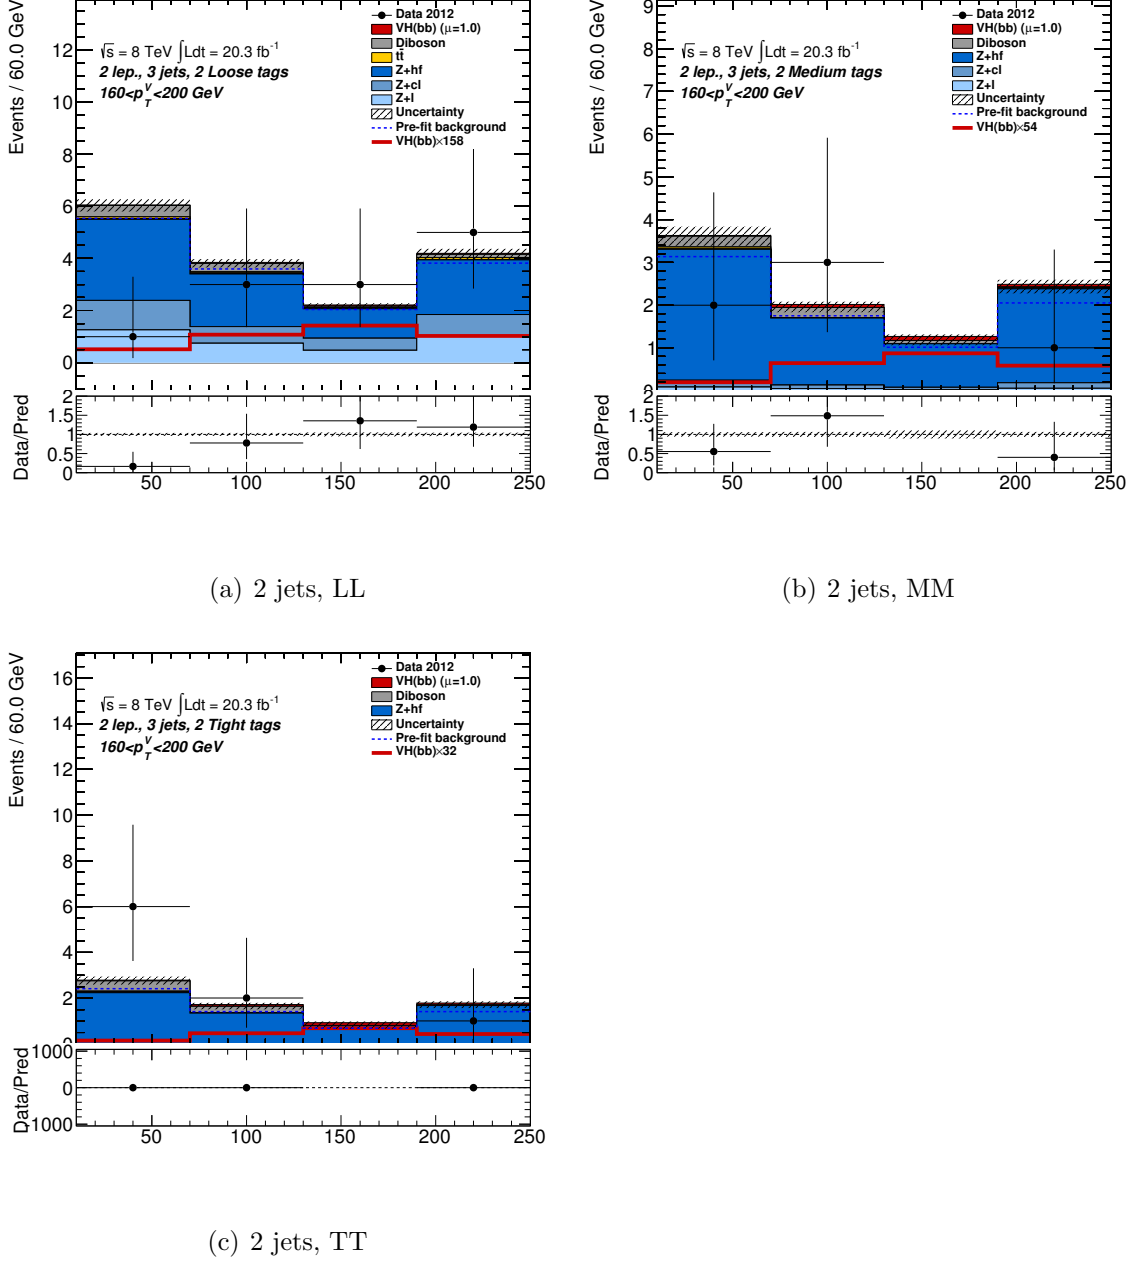 Events / 60.0 GeV
12
10
8
6
4
2
0
√s = 8 TeV ∫Ldt = 20.3 fb⁻¹
2 lep., 3 jets, 2 Loose tags
160<p_T^V<200 GeV
Data 2012
VH(bb) (μ=1.0)
Diboson
tt̄
Z+hf
Z+cl
Z+l
Uncertainty
Pre-fit background
VH(bb)×158
Data/Pred
2
1.5
1
0.5
0
50
100
150
200
250
Events / 60.0 GeV
9
8
7
6
5
4
3
2
1
0
√s = 8 TeV ∫Ldt = 20.3 fb⁻¹
2 lep., 3 jets, 2 Medium tags
160<p_T^V<200 GeV
Data 2012
VH(bb) (μ=1.0)
Diboson
Z+hf
Z+cl
Z+l
Uncertainty
Pre-fit background
VH(bb)×54
Data/Pred
2
1.5
1
0.5
0
50
100
150
200
250
(a) 2 jets, LL
(b) 2 jets, MM
Events / 60.0 GeV
16
14
12
10
8
6
4
2
0
√s = 8 TeV ∫Ldt = 20.3 fb⁻¹
2 lep., 3 jets, 2 Tight tags
160<p_T^V<200 GeV
Data 2012
VH(bb) (μ=1.0)
Diboson
Z+hf
Uncertainty
Pre-fit background
VH(bb)×32
Data/Pred
1000
0
-1000
50
100
150
200
250
(c) 2 jets, TT